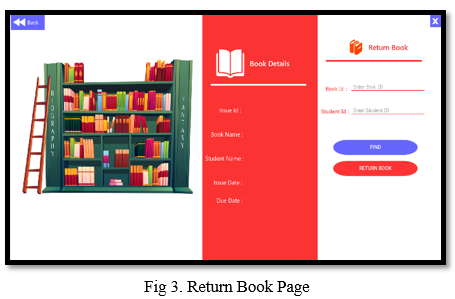 Back
X
BIOGRAPHY
FANTASY
Book Details
Issue Id :
Book Name :
Student Name :
Issue Date :
Due Date :
Return Book
Book Id : Enter Book ID
Student Id : Enter Student ID
FIND
RETURN BOOK
Fig 3. Return Book Page